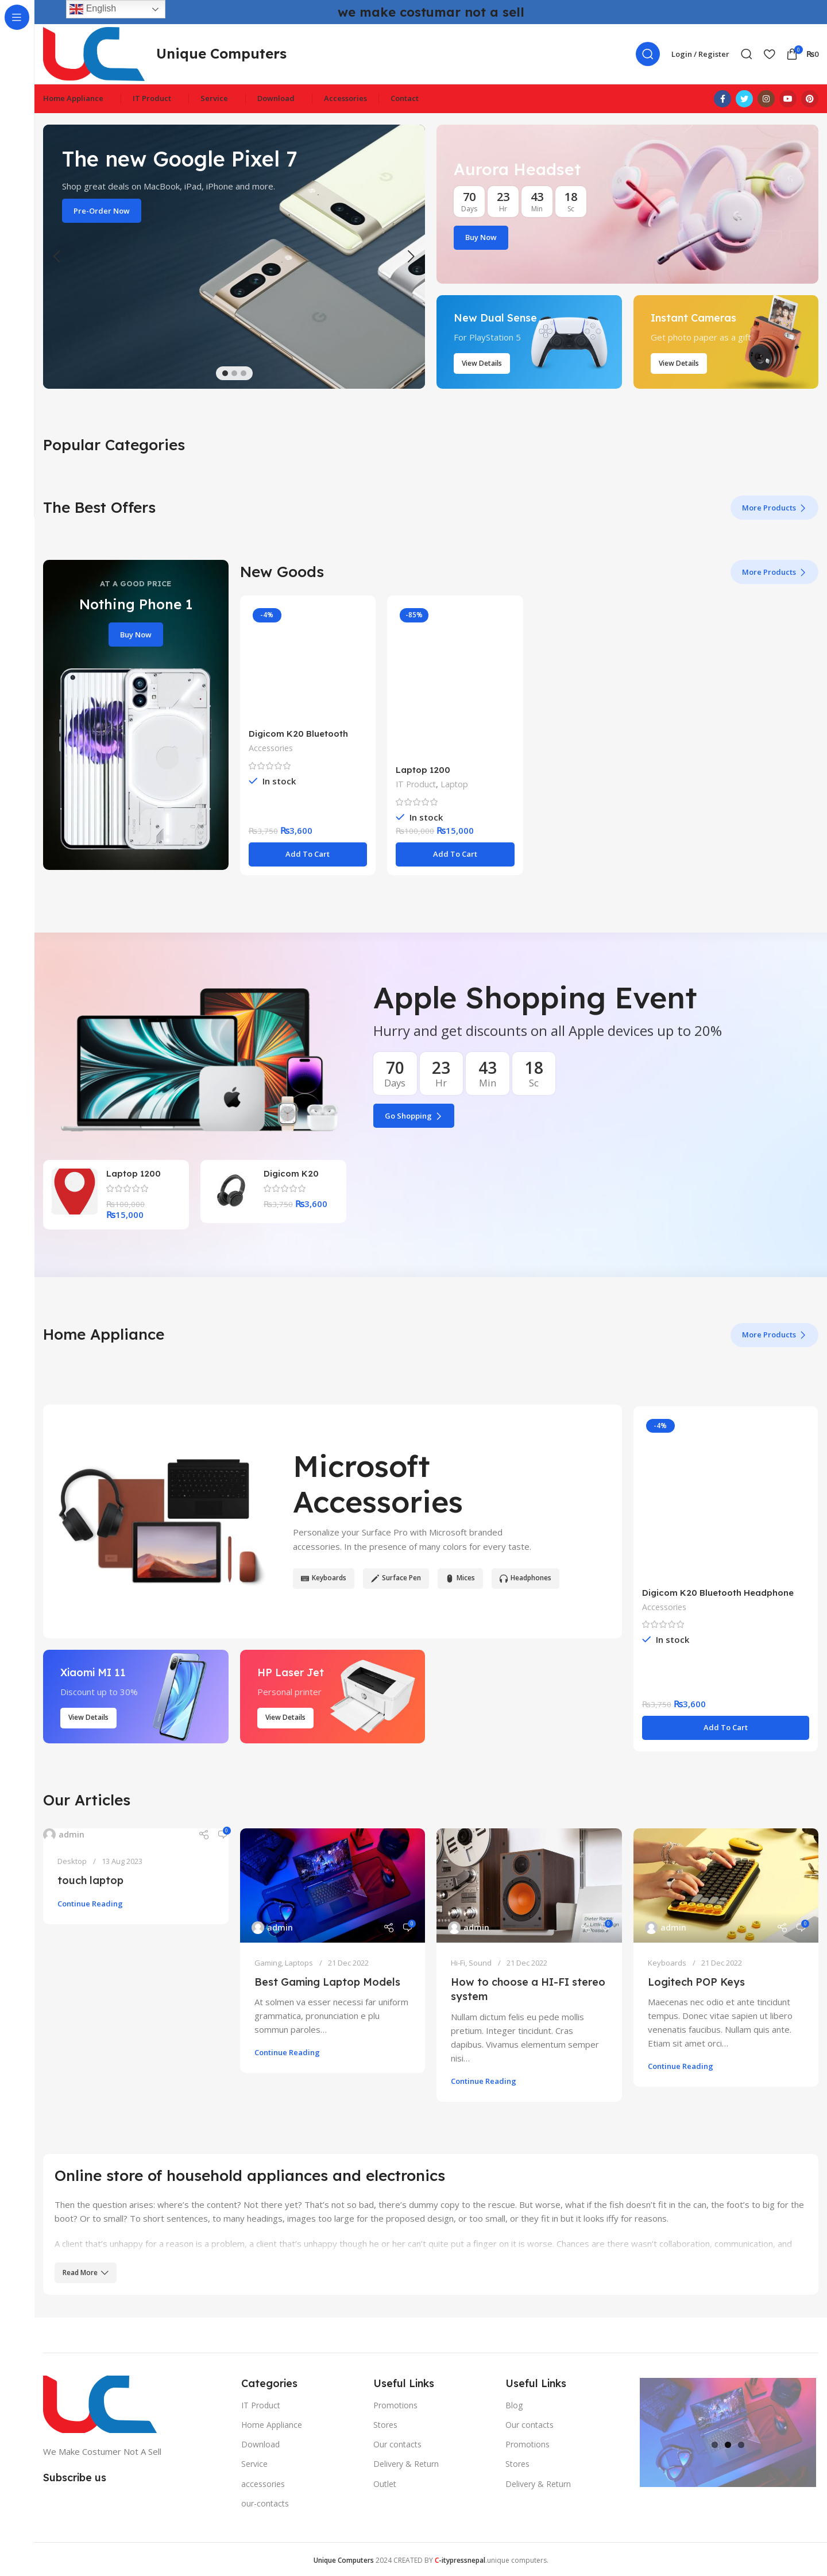 English
we make costumar not a sell
Unique Computers
Login / Register
0
₨0
Home Appliance
IT Product
Service
Download
Accessories
Contact
The new Google Pixel 7
Shop great deals on MacBook, iPad, iPhone and more.
Pre-Order Now
Aurora Headset
70 23 43 18
Days Hr Min Sc
Buy Now
New Dual Sense
For PlayStation 5
View Details
Instant Cameras
Get photo paper as a gift
View Details
Popular Categories
The Best Offers
More Products
AT A GOOD PRICE
Nothing Phone 1
Buy Now
New Goods
More Products
-4%
Digicom K20 Bluetooth
Accessories
In stock
₨3,750 ₨3,600
Add To Cart
-85%
Laptop 1200
IT Product, Laptop
In stock
₨100,000 ₨15,000
Add To Cart
Apple Shopping Event
Hurry and get discounts on all Apple devices up to 20%
70 23 43 18
Days Hr Min Sc
Go Shopping
Laptop 1200
₨100,000
₨15,000
Digicom K20
₨3,750 ₨3,600
Home Appliance
More Products
Microsoft
Accessories
Personalize your Surface Pro with Microsoft branded
accessories. In the presence of many colors for every taste.
Keyboards
Surface Pen
Mices
Headphones
-4%
Digicom K20 Bluetooth Headphone
Accessories
In stock
₨3,750 ₨3,600
Add To Cart
Xiaomi MI 11
Discount up to 30%
View Details
HP Laser Jet
Personal printer
View Details
Our Articles
admin
0
Desktop / 13 Aug 2023
touch laptop
Continue Reading
admin
0
Gaming, Laptops / 21 Dec 2022
Best Gaming Laptop Models
At solmen va esser necessi far uniform
grammatica, pronunciation e plu
sommun paroles...
Continue Reading
admin
0
Hi-Fi, Sound / 21 Dec 2022
How to choose a HI-FI stereo
system
Nullam dictum felis eu pede mollis
pretium. Integer tincidunt. Cras
dapibus. Vivamus elementum semper
nisi...
Continue Reading
admin
0
Keyboards / 21 Dec 2022
Logitech POP Keys
Maecenas nec odio et ante tincidunt
tempus. Donec vitae sapien ut libero
venenatis faucibus. Nullam quis ante.
Etiam sit amet orci...
Continue Reading
Online store of household appliances and electronics
Then the question arises: where's the content? Not there yet? That's not so bad, there's dummy copy to the rescue. But worse, what if the fish doesn't fit in the can, the foot's to big for the
boot? Or to small? To short sentences, to many headings, images too large for the proposed design, or too small, or they fit in but it looks iffy for reasons.
A client that's unhappy for a reason is a problem, a client that's unhappy though he or her can't quite put a finger on it is worse. Chances are there wasn't collaboration, communication, and
Read More
We Make Costumer Not A Sell
Subscribe us
Categories
IT Product
Home Appliance
Download
Service
accessories
our-contacts
Useful Links
Promotions
Stores
Our contacts
Delivery & Return
Outlet
Useful Links
Blog
Our contacts
Promotions
Stores
Delivery & Return
Unique Computers 2024 CREATED BY C-itypressnepal.unique computers.